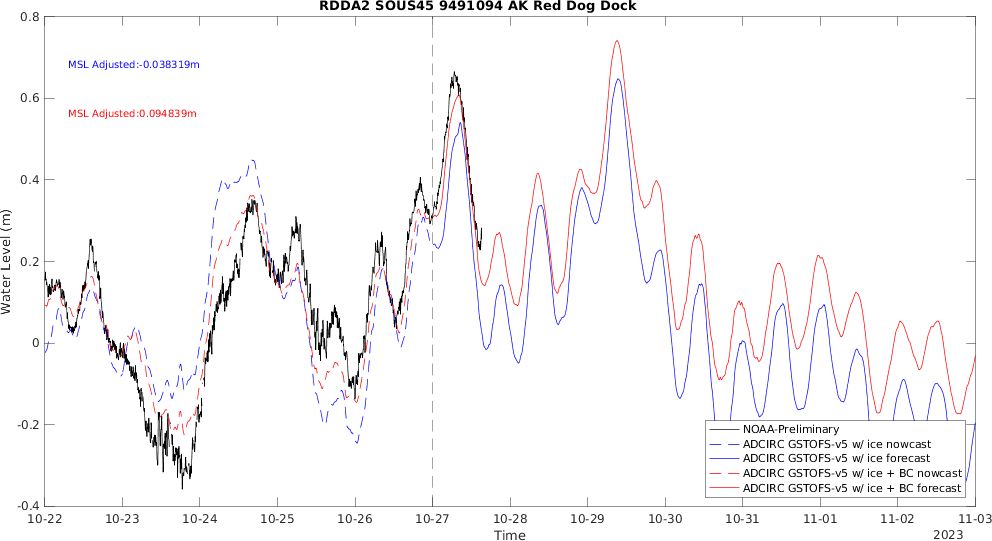 RDDA2 SOUS45 9491094 AK Red Dog Dock
MSL Adjusted:-0.038319m
MSL Adjusted:0.094839m
Water Level (m)
0.8
0.6
0.4
0.2
0
-0.2
-0.4
NOAA-Preliminary
ADCIRC GSTOFS-v5 w/ ice nowcast
ADCIRC GSTOFS-v5 w/ ice forecast
ADCIRC GSTOFS-v5 w/ ice + BC nowcast
ADCIRC GSTOFS-v5 w/ ice + BC forecast
10-22 10-23 10-24 10-25 10-26 10-27 10-28 10-29 10-30 10-31 11-01 11-02 11-03
Time
2023